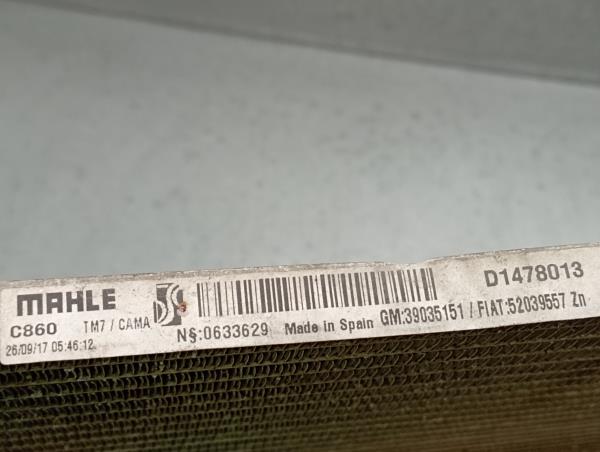 MAHLE
C860 TM7 / CAMA
26/09/17 05:46:12
N§:0633629 Made in Spain GM:39035151 / FIAT:52039557 Zn
D1478013